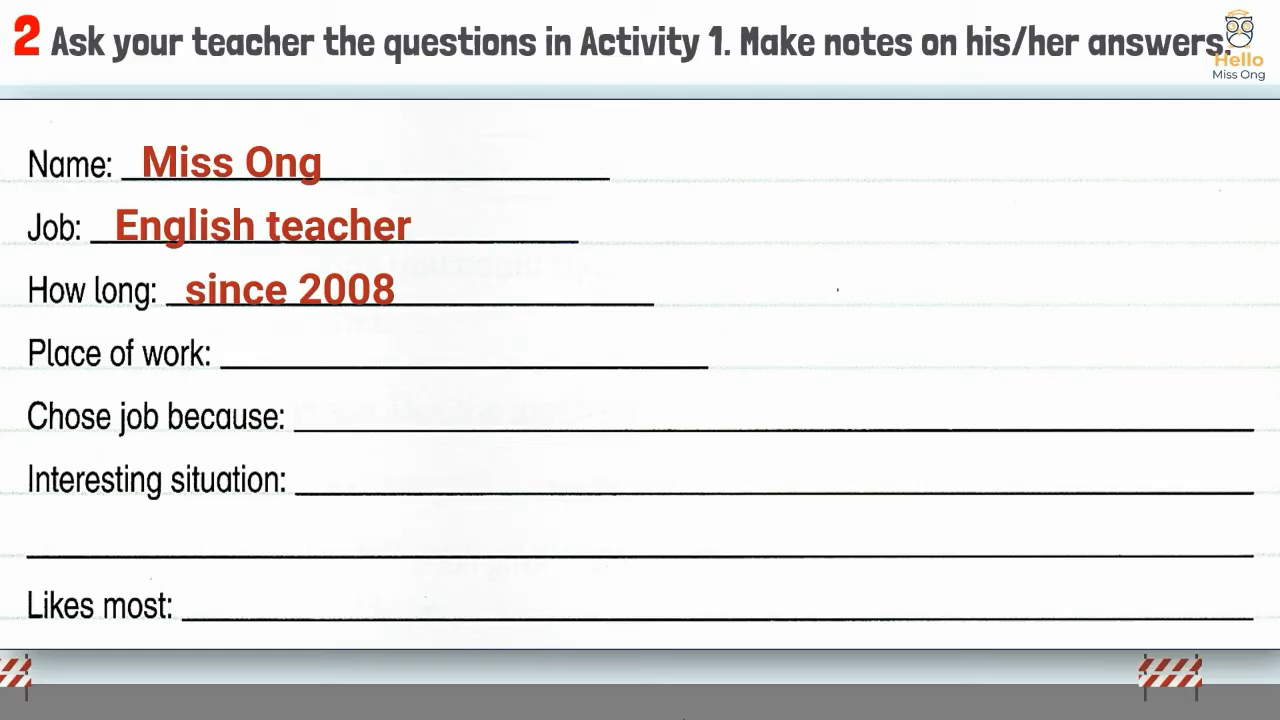 2 Ask your teacher the questions in Activity 1. Make notes on his/her answers.
Hello
Miss Ong
Name: Miss Ong
Job: English teacher
How long: since 2008
Place of work:
Chose job because:
Interesting situation:
Likes most: